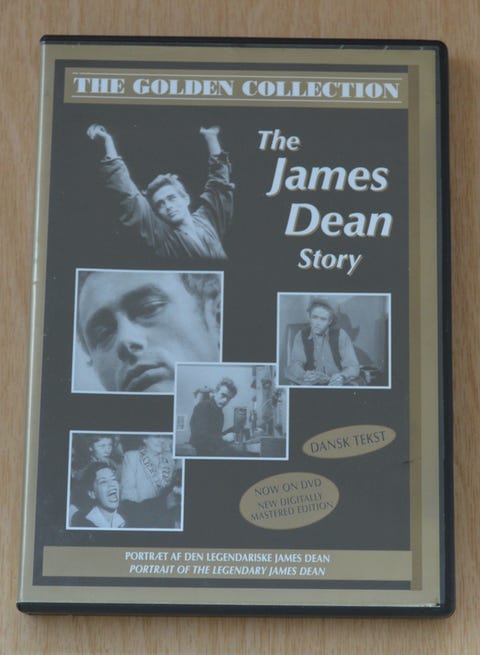 THE GOLDEN COLLECTION
The
James
Dean
Story
DANSK TEKST
NOW ON DVD
NEW DIGITALLY
MASTERED EDITION
PORTRÆT AF DEN LEGENDARISKE JAMES DEAN
PORTRAIT OF THE LEGENDARY JAMES DEAN